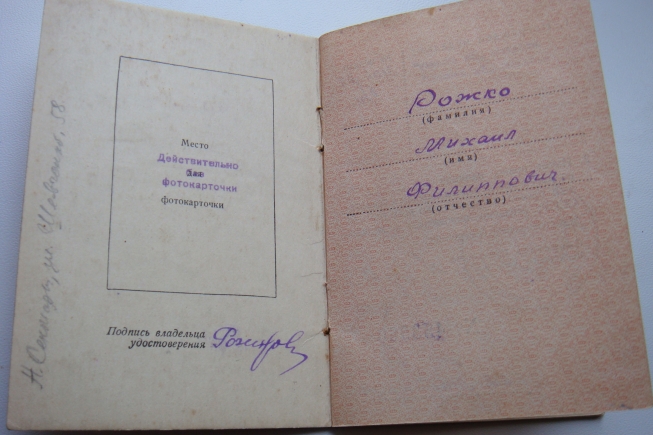 Место
Действительно
без
фотокарточки
фотокарточки
Подпись владельца
удостоверения
Рожко
(фамилия)
Михаил
(имя)
Филиппович
(отчество)